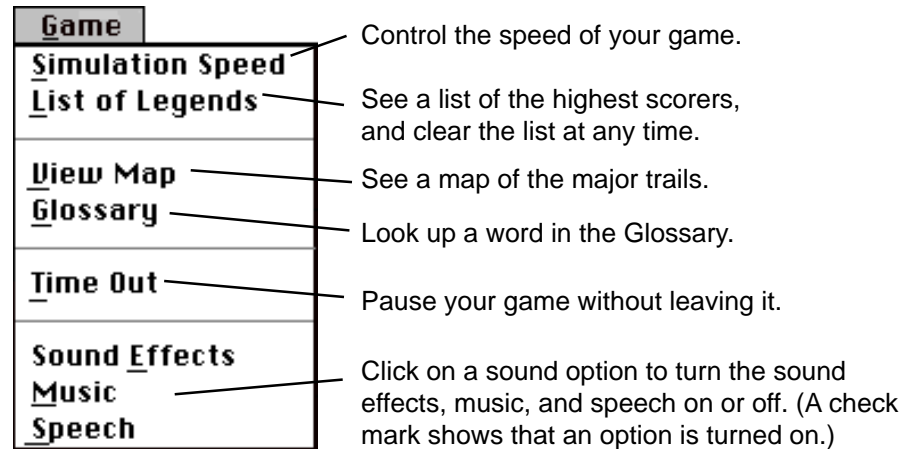 Game
Simulation Speed
Control the speed of your game.
List of Legends
See a list of the highest scorers,
and clear the list at any time.
View Map
See a map of the major trails.
Glossary
Look up a word in the Glossary.
Time Out
Pause your game without leaving it.
Sound Effects
Music
Speech
Click on a sound option to turn the sound
effects, music, and speech on or off. (A check
mark shows that an option is turned on.)